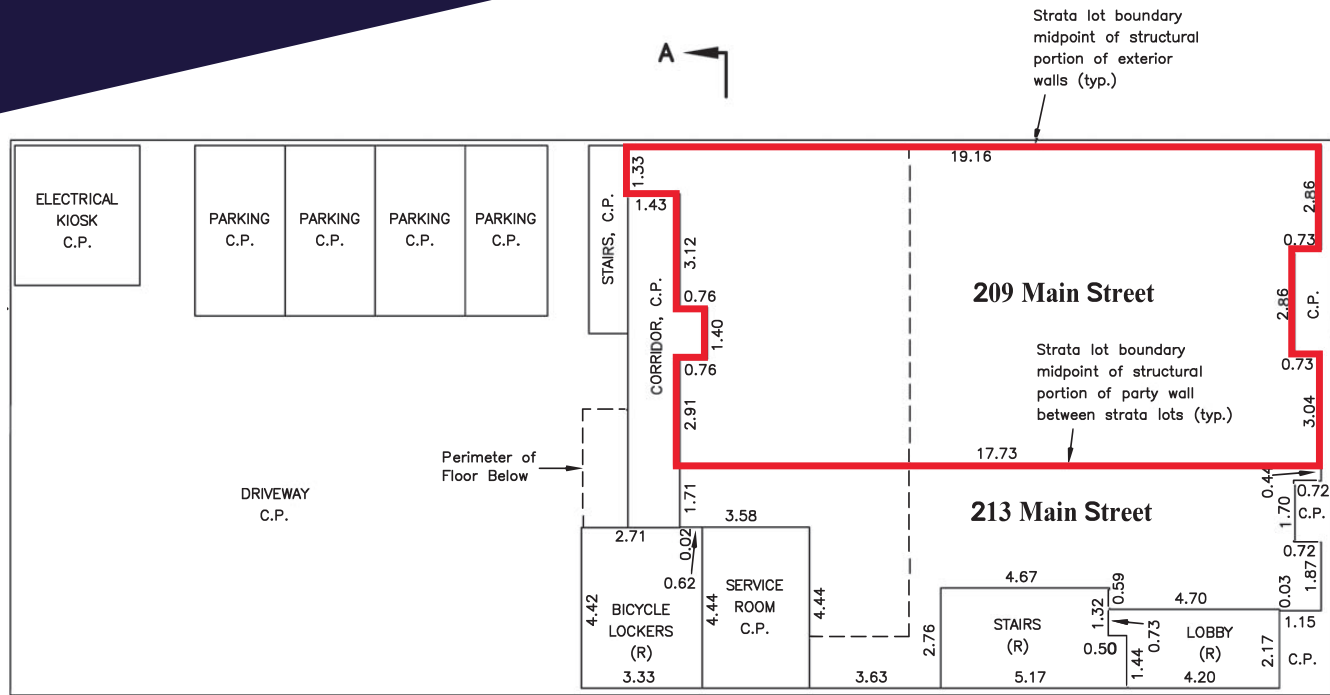 Strata lot boundary
midpoint of structural
portion of exterior
walls (typ.)
A
19.16
1.33
1.43
2.86
ELECTRICAL
KIOSK
C.P.
PARKING
C.P.
PARKING
C.P.
PARKING
C.P.
PARKING
C.P.
STAIRS, C.P.
CORRIDOR, C.P.
3.12
0.76
1.40
0.76
2.91
0.73
2.86
C.P.
0.73
3.04
209 Main Street
Strata lot boundary
midpoint of structural
portion of party wall
between strata lots (typ.)
17.73
Perimeter of
Floor Below
DRIVEWAY
C.P.
1.71
3.58
213 Main Street
0.44
0.72
1.70
C.P.
0.72
1.87
0.03
1.15
C.P.
2.71
0.02
0.62
4.42
BICYCLE
LOCKERS
(R)
3.33
4.44
SERVICE
ROOM
C.P.
4.44
3.63
2.76
4.67
0.59
STAIRS
(R)
1.32
0.73
0.50
1.44
5.17
4.70
LOBBY
(R)
2.17
4.20